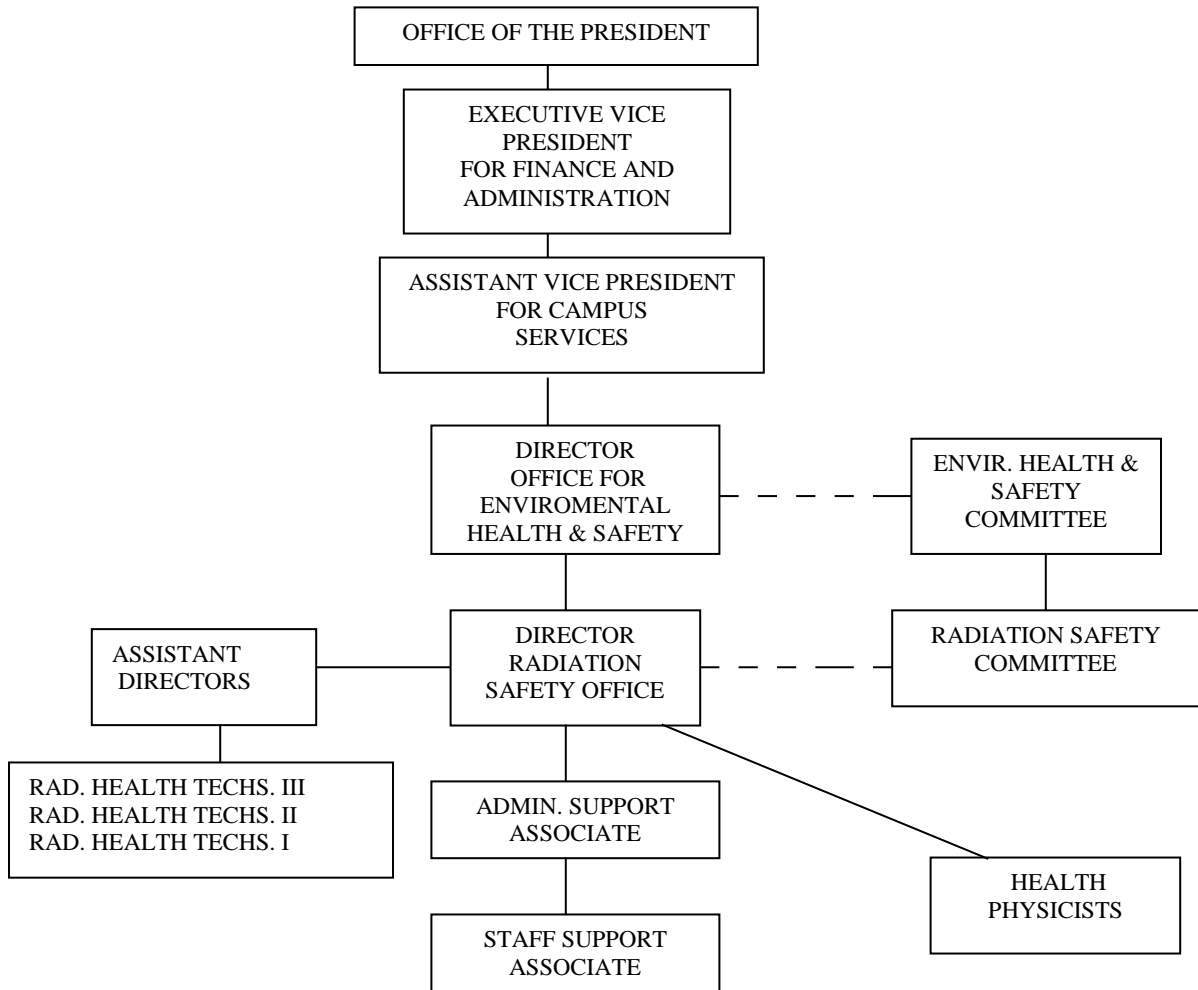 OFFICE OF THE PRESIDENT
EXECUTIVE VICE
PRESIDENT
FOR FINANCE AND
ADMINISTRATION
ASSISTANT VICE PRESIDENT
FOR CAMPUS
SERVICES
DIRECTOR
OFFICE FOR
ENVIROMENTAL
HEALTH & SAFETY
ENVIR. HEALTH &
SAFETY
COMMITTEE
ASSISTANT
DIRECTORS
DIRECTOR
RADIATION
SAFETY OFFICE
RADIATION SAFETY
COMMITTEE
RAD. HEALTH TECHS. III
RAD. HEALTH TECHS. II
RAD. HEALTH TECHS. I
ADMIN. SUPPORT
ASSOCIATE
HEALTH
PHYSICISTS
STAFF SUPPORT
ASSOCIATE